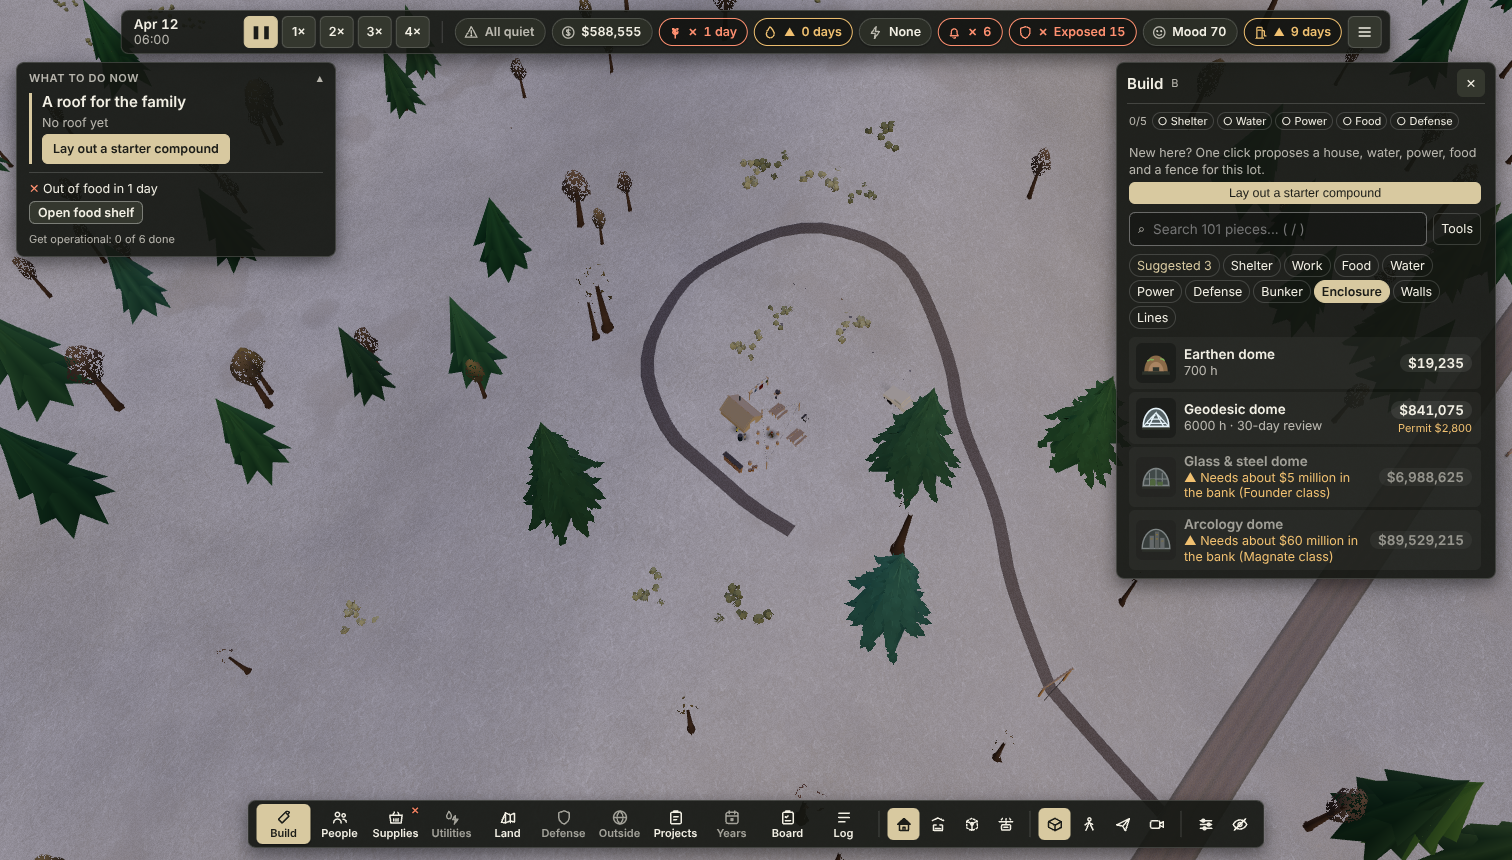 Apr 12
06:00
1×
2×
3×
4×
All quiet
$588,555
× 1 day
▲ 0 days
None
× 6
× Exposed 15
Mood 70
▲ 9 days
WHAT TO DO NOW
A roof for the family
No roof yet
Lay out a starter compound
× Out of food in 1 day
Open food shelf
Get operational: 0 of 6 done
Build B
0/5
Shelter
Water
Power
Food
Defense
New here? One click proposes a house, water, power, food
and a fence for this lot.
Lay out a starter compound
Search 101 pieces... ( / )
Tools
Suggested 3
Shelter
Work
Food
Water
Power
Defense
Bunker
Enclosure
Walls
Lines
Earthen dome
700 h
$19,235
Geodesic dome
6000 h · 30-day review
$841,075
Permit $2,800
Glass & steel dome
▲ Needs about $5 million in
the bank (Founder class)
$6,988,625
Arcology dome
▲ Needs about $60 million in
the bank (Magnate class)
$89,529,215
Build
People
Supplies
Utilities
Land
Defense
Outside
Projects
Years
Board
Log